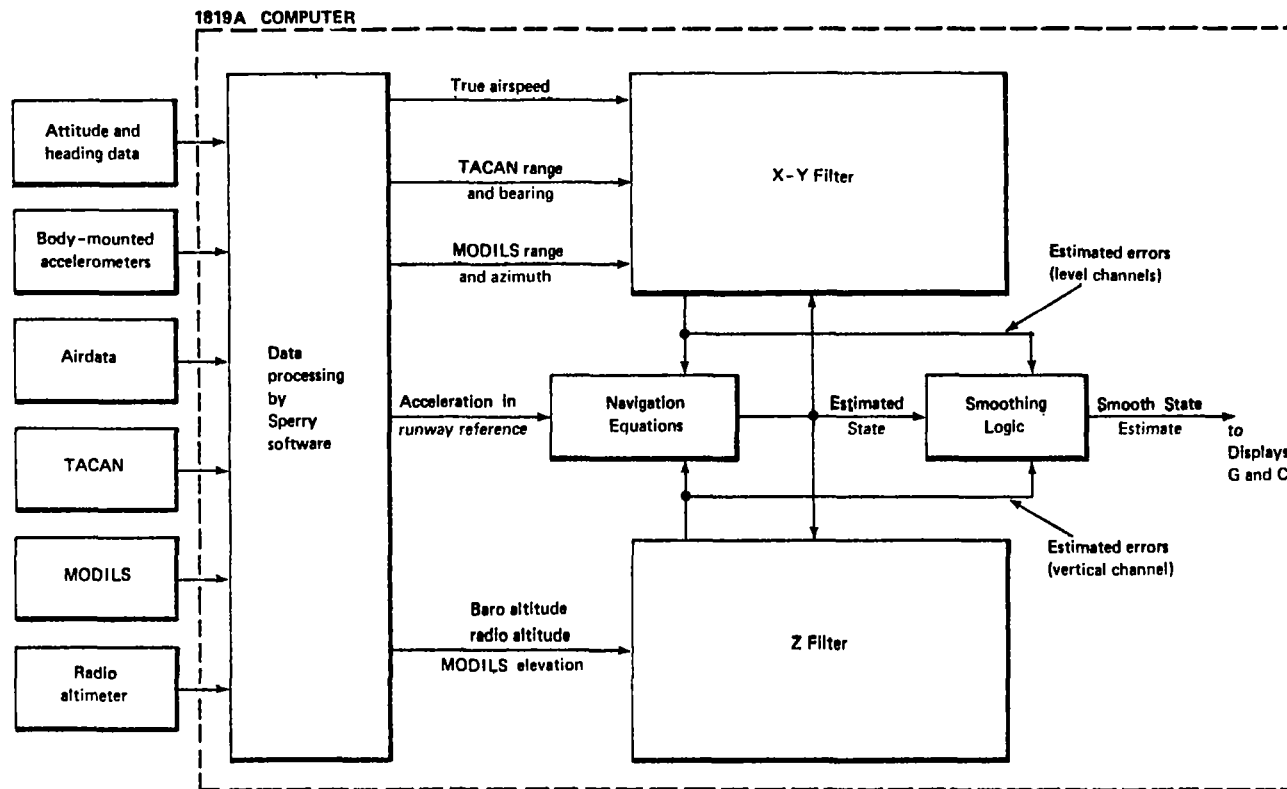 1819A COMPUTER
Attitude and
heading data
Body-mounted
accelerometers
Airdata
TACAN
MODILS
Radio
altimeter
Data
processing
by
Sperry
software
True airspeed
TACAN range
and bearing
MODILS range
and azimuth
Acceleration in
runway reference
Baro altitude
radio altitude
MODILS elevation
X-Y Filter
Navigation
Equations
Z Filter
Estimated
State
Estimated errors
(level channels)
Smoothing
Logic
Estimated errors
(vertical channel)
Smooth State
Estimate
to
Displays
G and C